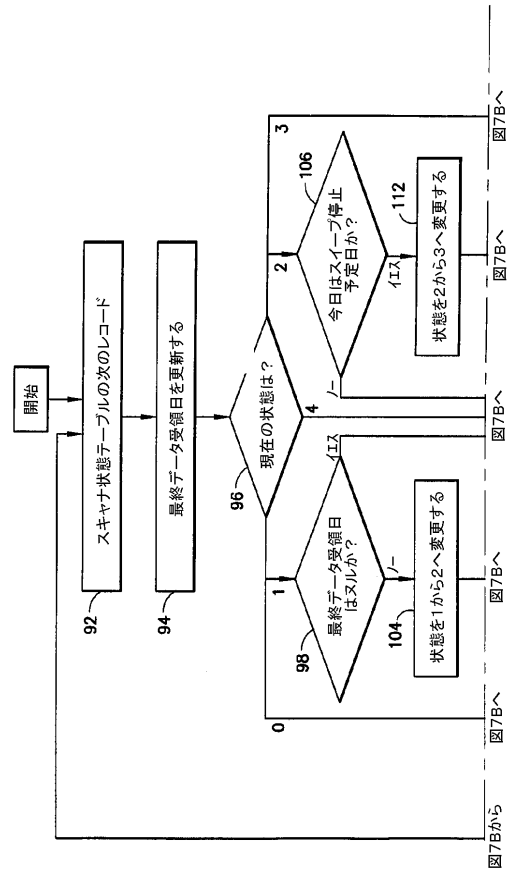 開始
スキャナ状態テーブルの次のレコード
92
最終データ受領日を更新する
94
現在の状態は?
96
0
1
4
2
3
最終データ受領日
はヌルか?
98
イエス
ノー
今日はスイープ停止
予定日か?
106
ノー
イエス
状態を1から2へ変更する
104
状態を2から3へ変更する
112
図7Bから
図7Bへ
図7Bへ
図7Bへ
図7Bへ
図7Bへ
図7Bへ